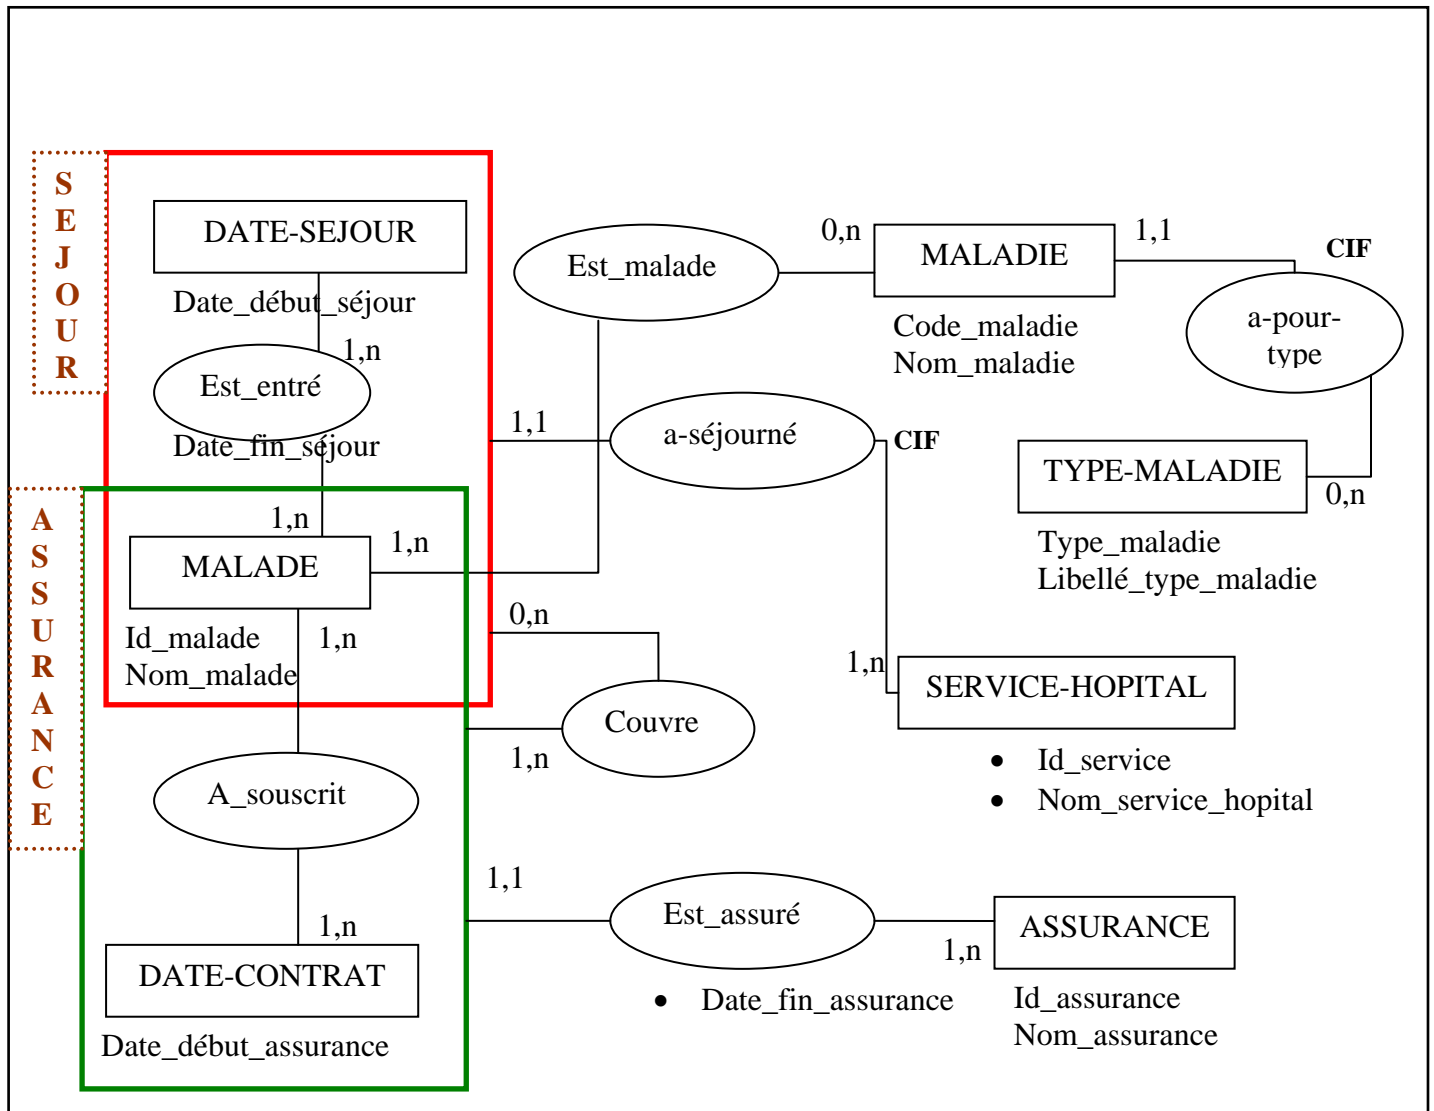 SEJOUR
DATE-SEJOUR
Date_début_séjour
1,n
Est_entré
Date_fin_séjour
1,n
Est_malade
0,n
MALADIE
1,1
CIF
Code_maladie
Nom_maladie
a-pour-
type
1,1
a-séjourné
CIF
TYPE-MALADIE
0,n
Type_maladie
Libellé_type_maladie
ASSURANCE
MALADE
1,n
Id_malade
Nom_malade
1,n
0,n
Couvre
1,n
1,n
SERVICE-HOPITAL
• Id_service
• Nom_service_hopital
A_souscrit
1,n
DATE-CONTRAT
Date_début_assurance
1,1
Est_assuré
• Date_fin_assurance
1,n
ASSURANCE
Id_assurance
Nom_assurance